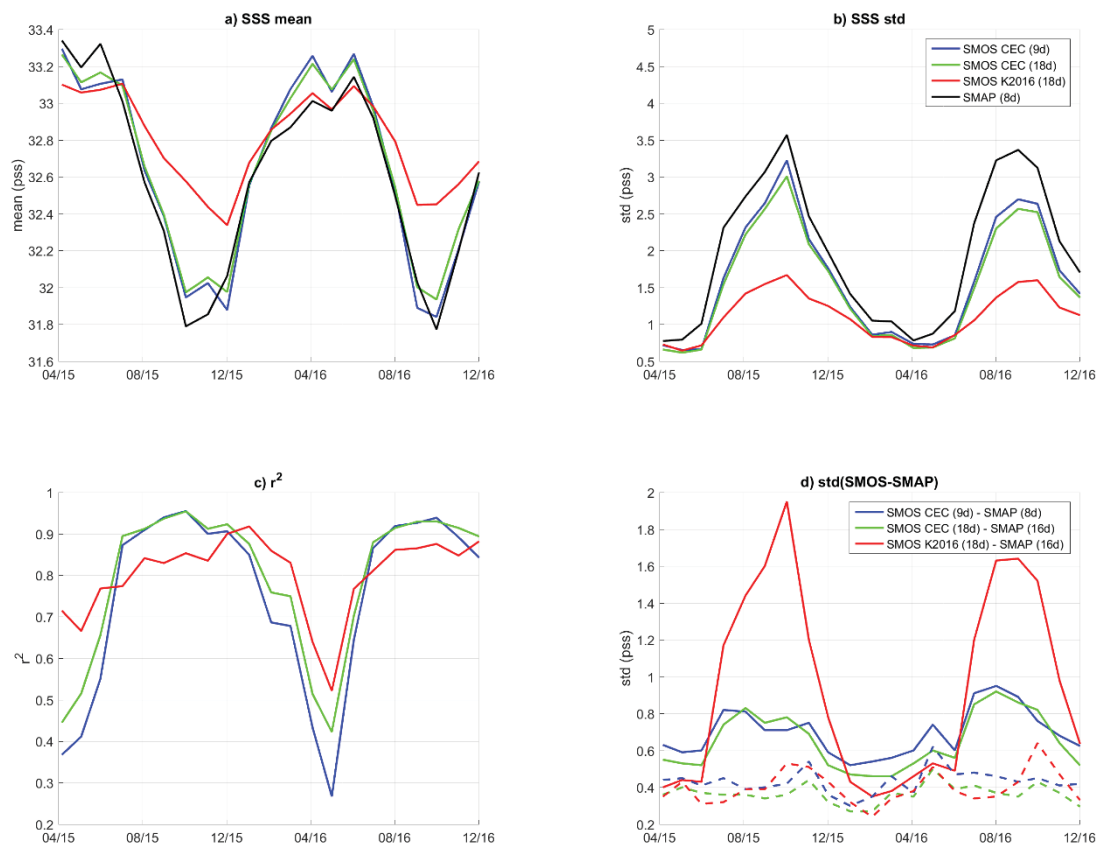 a) SSS mean
33.4
33.2
33
32.8
32.6
32.4
32.2
32
31.8
31.6
mean (pss)
04/15 08/15 12/15 04/16 08/16 12/16
b) SSS std
5
4.5
4
3.5
3
2.5
2
1.5
1
0.5
std (pss)
SMOS CEC (9d)
SMOS CEC (18d)
SMOS K2016 (18d)
SMAP (8d)
04/15 08/15 12/15 04/16 08/16 12/16
c) r²
1
0.9
0.8
0.7
0.6
0.5
0.4
0.3
0.2
r²
04/15 08/15 12/15 04/16 08/16 12/16
d) std(SMOS-SMAP)
2
1.8
1.6
1.4
1.2
1
0.8
0.6
0.4
0.2
std (pss)
SMOS CEC (9d) - SMAP (8d)
SMOS CEC (18d) - SMAP (16d)
SMOS K2016 (18d) - SMAP (16d)
04/15 08/15 12/15 04/16 08/16 12/16